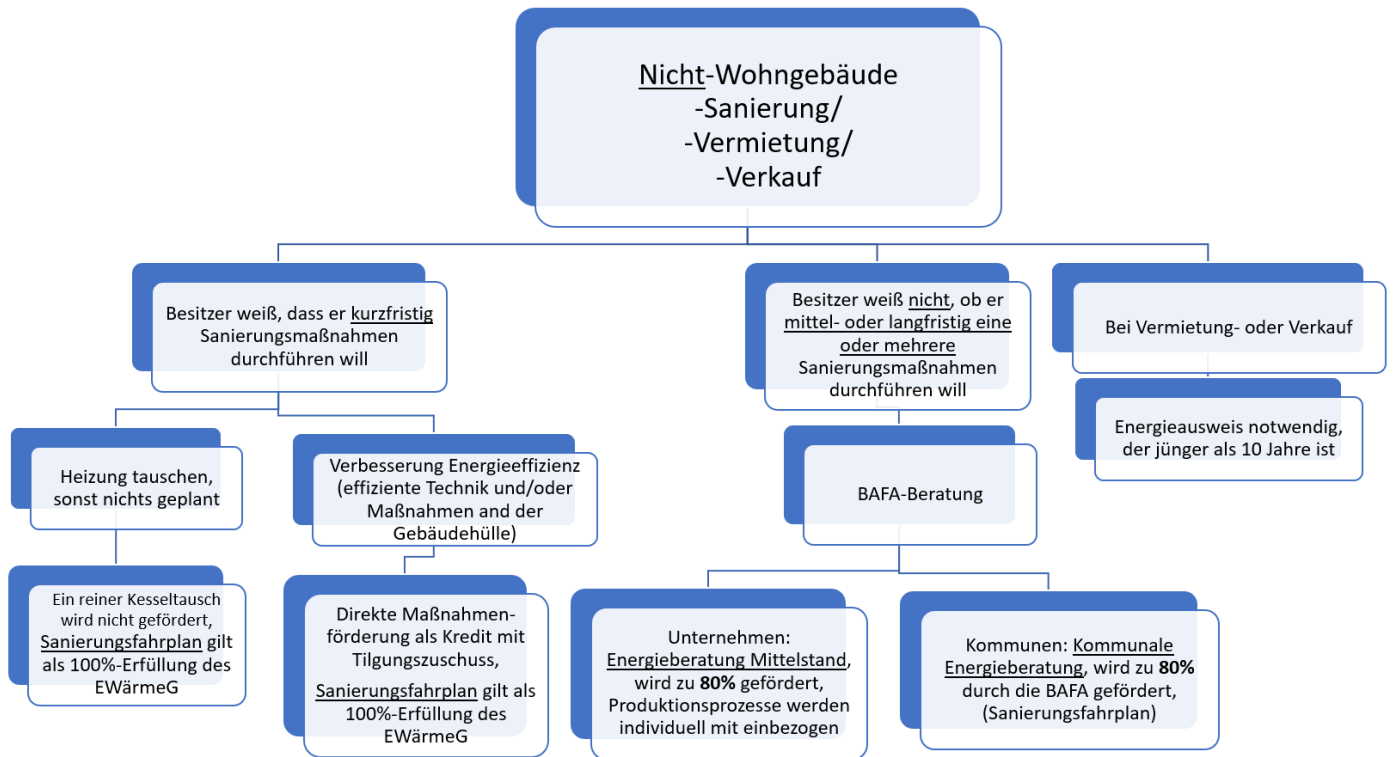 Nicht-Wohngebäude
-Sanierung/
-Vermietung/
-Verkauf
Besitzer weiß, dass er kurzfristig
Sanierungsmaßnahmen
durchführen will
Besitzer weiß nicht, ob er
mittel- oder langfristig eine
oder mehrere
Sanierungsmaßnahmen
durchführen will
Bei Vermietung- oder Verkauf
Heizung tauschen,
sonst nichts geplant
Verbesserung Energieeffizienz
(effiziente Technik und/oder
Maßnahmen and der
Gebäudehülle)
BAFA-Beratung
Energieausweis notwendig,
der jünger als 10 Jahre ist
Ein reiner Kesseltausch
wird nicht gefördert,
Sanierungsfahrplan gilt
als 100%-Erfüllung des
EWärmeG
Direkte Maßnahmen-
förderung als Kredit mit
Tilgungszuschuss,
Sanierungsfahrplan gilt als
100%-Erfüllung des
EWärmeG
Unternehmen:
Energieberatung Mittelstand,
wird zu 80% gefördert,
Produktionsprozesse werden
individuell mit einbezogen
Kommunen: Kommunale
Energieberatung, wird zu 80%
durch die BAFA gefördert,
(Sanierungsfahrplan)